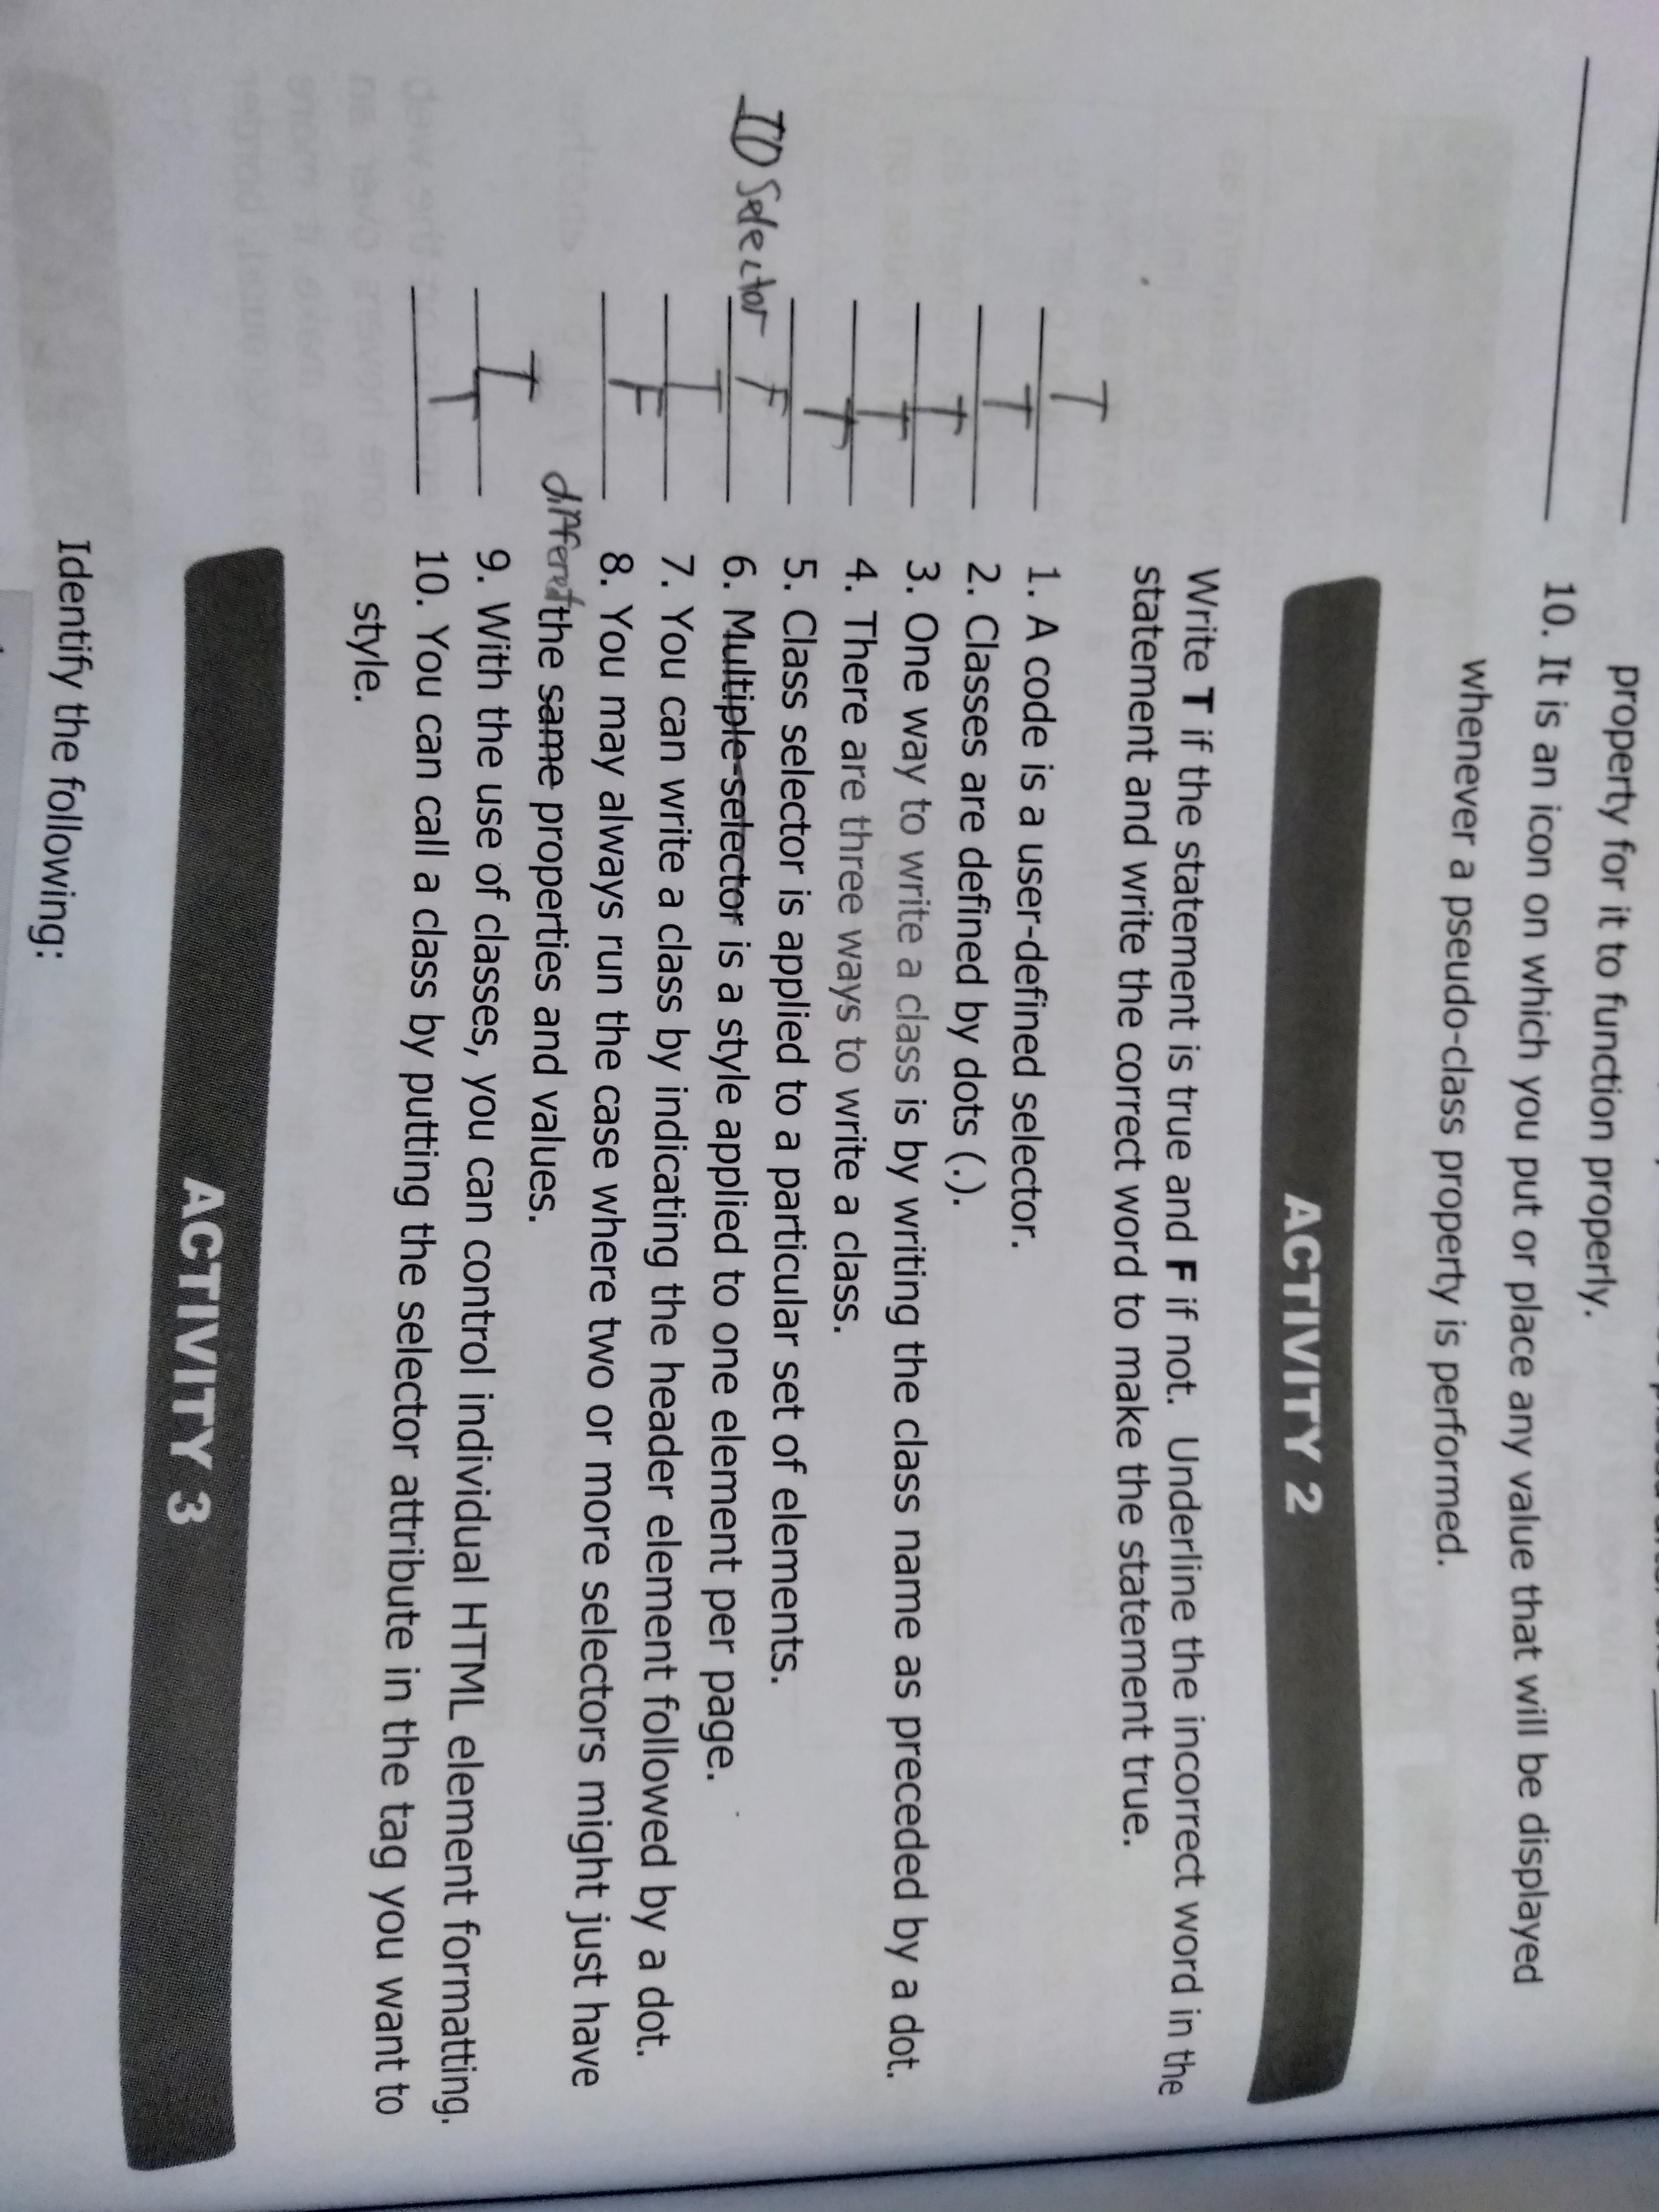 property for it to function properly.
10. It is an icon on which you put or place any value that will be displayed
whenever a pseudo-class property is performed.
ACTIVITY 2
Write T if the statement is true and F if not. Underline the incorrect word in the
statement and write the correct word to make the statement true.
T 1. A code is a user-defined selector.
T 2. Classes are defined by dots (.).
T 3. One way to write a class is by writing the class name as preceded by a dot.
T 4. There are three ways to write a class.
T 5. Class selector is applied to a particular set of elements.
ID Selector F 6. Multiple-selector is a style applied to one element per page.
T 7. You can write a class by indicating the header element followed by a dot.
F 8. You may always run the case where two or more selectors might just have
different the same properties and values.
T 9. With the use of classes, you can control individual HTML element formatting.
T 10. You can call a class by putting the selector attribute in the tag you want to
style.
ACTIVITY 3
Identify the following: